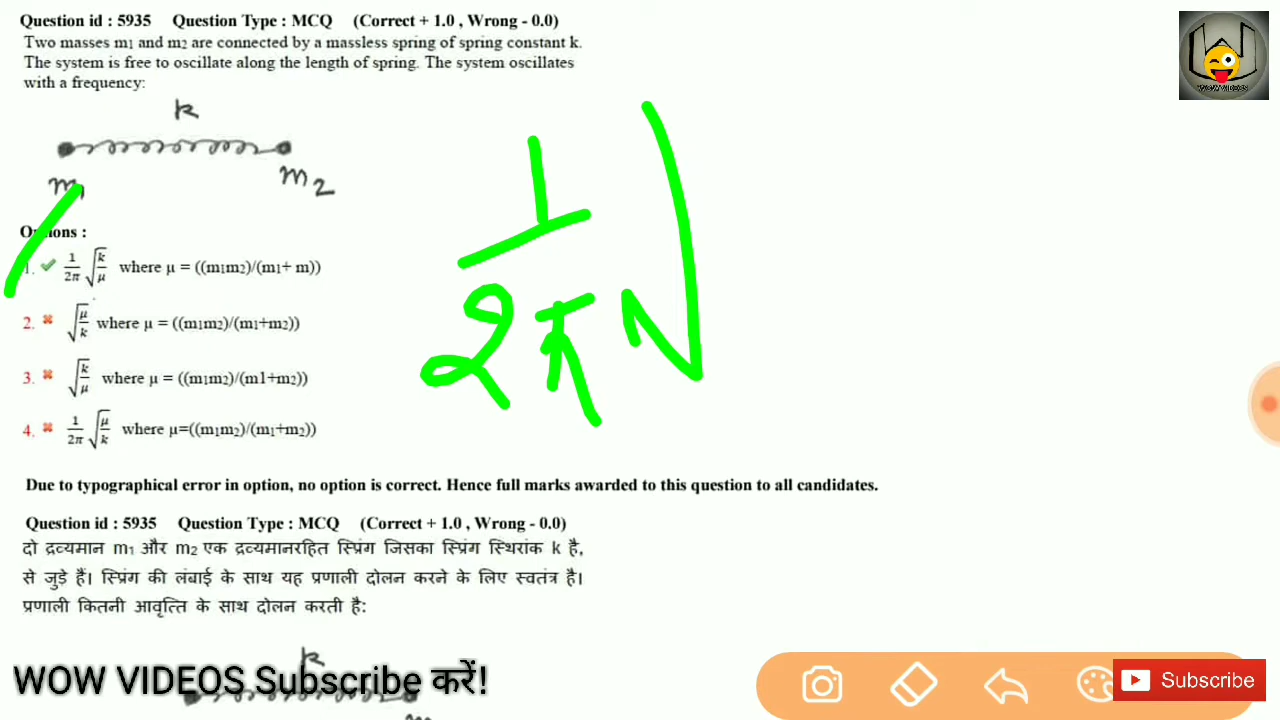 Question id : 5935 Question Type : MCQ (Correct + 1.0 , Wrong - 0.0)
Two masses m1 and m2 are connected by a massless spring of spring constant k.
The system is free to oscillate along the length of spring. The system oscillates
with a frequency:
k
m1 m2
Options :
1. 1/2π √k/μ where μ = ((m1m2)/(m1+ m))
2. √μ/k where μ = ((m1m2)/(m1+m2))
3. √k/μ where μ = ((m1m2)/(m1+m2))
4. 1/2π √μ/k where μ=((m1m2)/(m1+m2))
1/2π √
Due to typographical error in option, no option is correct. Hence full marks awarded to this question to all candidates.
Question id : 5935 Question Type : MCQ (Correct + 1.0 , Wrong - 0.0)
दो द्रव्यमान m1 और m2 एक द्रव्यमानरहित स्प्रिंग जिसका स्प्रिंग स्थिरांक k है,
से जुड़े हैं। स्प्रिंग की लंबाई के साथ यह प्रणाली दोलन करने के लिए स्वतंत्र है।
प्रणाली कितनी आवृत्ति के साथ दोलन करती है:
k
WOW VIDEOS Subscribe करें!
Subscribe
WOW VIDEOS